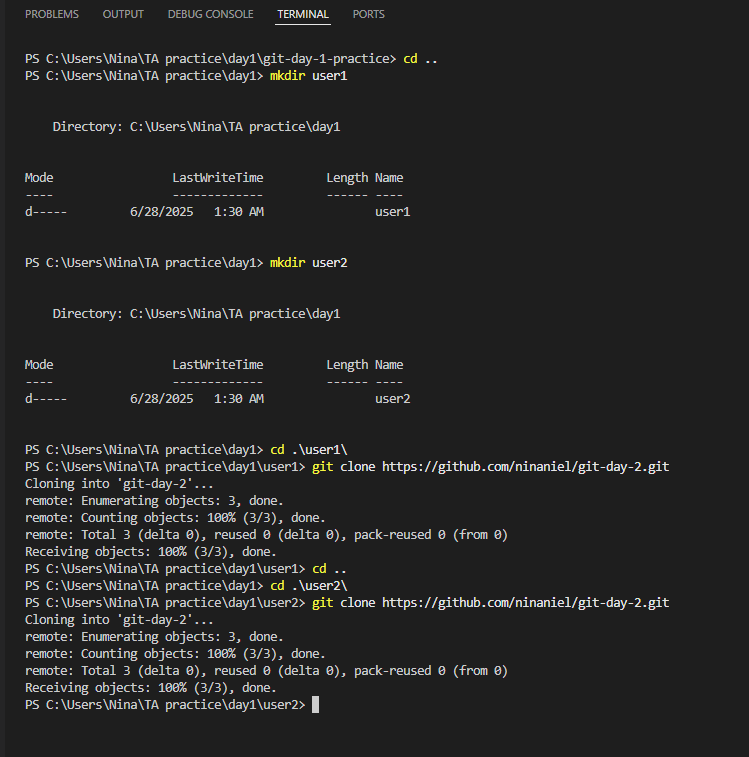 PROBLEMS OUTPUT DEBUG CONSOLE TERMINAL PORTS
PS C:\Users\Nina\TA practice\day1\git-day-1-practice> cd ..
PS C:\Users\Nina\TA practice\day1> mkdir user1
Directory: C:\Users\Nina\TA practice\day1
Mode LastWriteTime Length Name
---- ------------- ------ ----
d----- 6/28/2025 1:30 AM user1
PS C:\Users\Nina\TA practice\day1> mkdir user2
Directory: C:\Users\Nina\TA practice\day1
Mode LastWriteTime Length Name
---- ------------- ------ ----
d----- 6/28/2025 1:30 AM user2
PS C:\Users\Nina\TA practice\day1> cd .\user1\
PS C:\Users\Nina\TA practice\day1\user1> git clone https://github.com/ninaniel/git-day-2.git
Cloning into 'git-day-2'...
remote: Enumerating objects: 3, done.
remote: Counting objects: 100% (3/3), done.
remote: Total 3 (delta 0), reused 0 (delta 0), pack-reused 0 (from 0)
Receiving objects: 100% (3/3), done.
PS C:\Users\Nina\TA practice\day1\user1> cd ..
PS C:\Users\Nina\TA practice\day1> cd .\user2\
PS C:\Users\Nina\TA practice\day1\user2> git clone https://github.com/ninaniel/git-day-2.git
Cloning into 'git-day-2'...
remote: Enumerating objects: 3, done.
remote: Counting objects: 100% (3/3), done.
remote: Total 3 (delta 0), reused 0 (delta 0), pack-reused 0 (from 0)
Receiving objects: 100% (3/3), done.
PS C:\Users\Nina\TA practice\day1\user2>